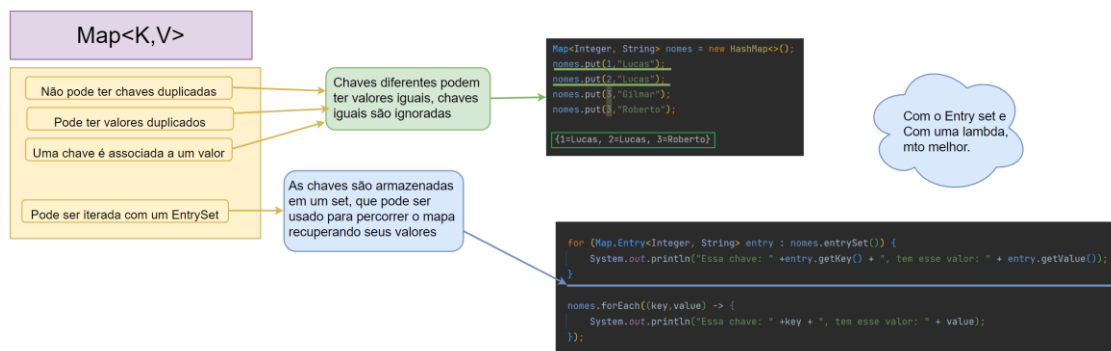 Map<K,V>
Não pode ter chaves duplicadas
Pode ter valores duplicados
Uma chave é associada a um valor
Pode ser iterada com um EntrySet
Chaves diferentes podem
ter valores iguais, chaves
iguais são ignoradas
As chaves são armazenadas
em um set, que pode ser
usado para percorrer o mapa
recuperando seus valores
Map<Integer, String> nomes = new HashMap<>();
nomes.put(1,"Lucas");
nomes.put(2,"Lucas");
nomes.put(3,"Gilmar");
nomes.put(3,"Roberto");
{1=Lucas, 2=Lucas, 3=Roberto}
Com o Entry set e
Com uma lambda,
mto melhor.
for (Map.Entry<Integer, String> entry : nomes.entrySet()) {
System.out.println("Essa chave: " +entry.getKey() + ", tem esse valor: " + entry.getValue());
}
nomes.forEach((key,value) -> {
System.out.println("Essa chave: " +key + ", tem esse valor: " + value);
});